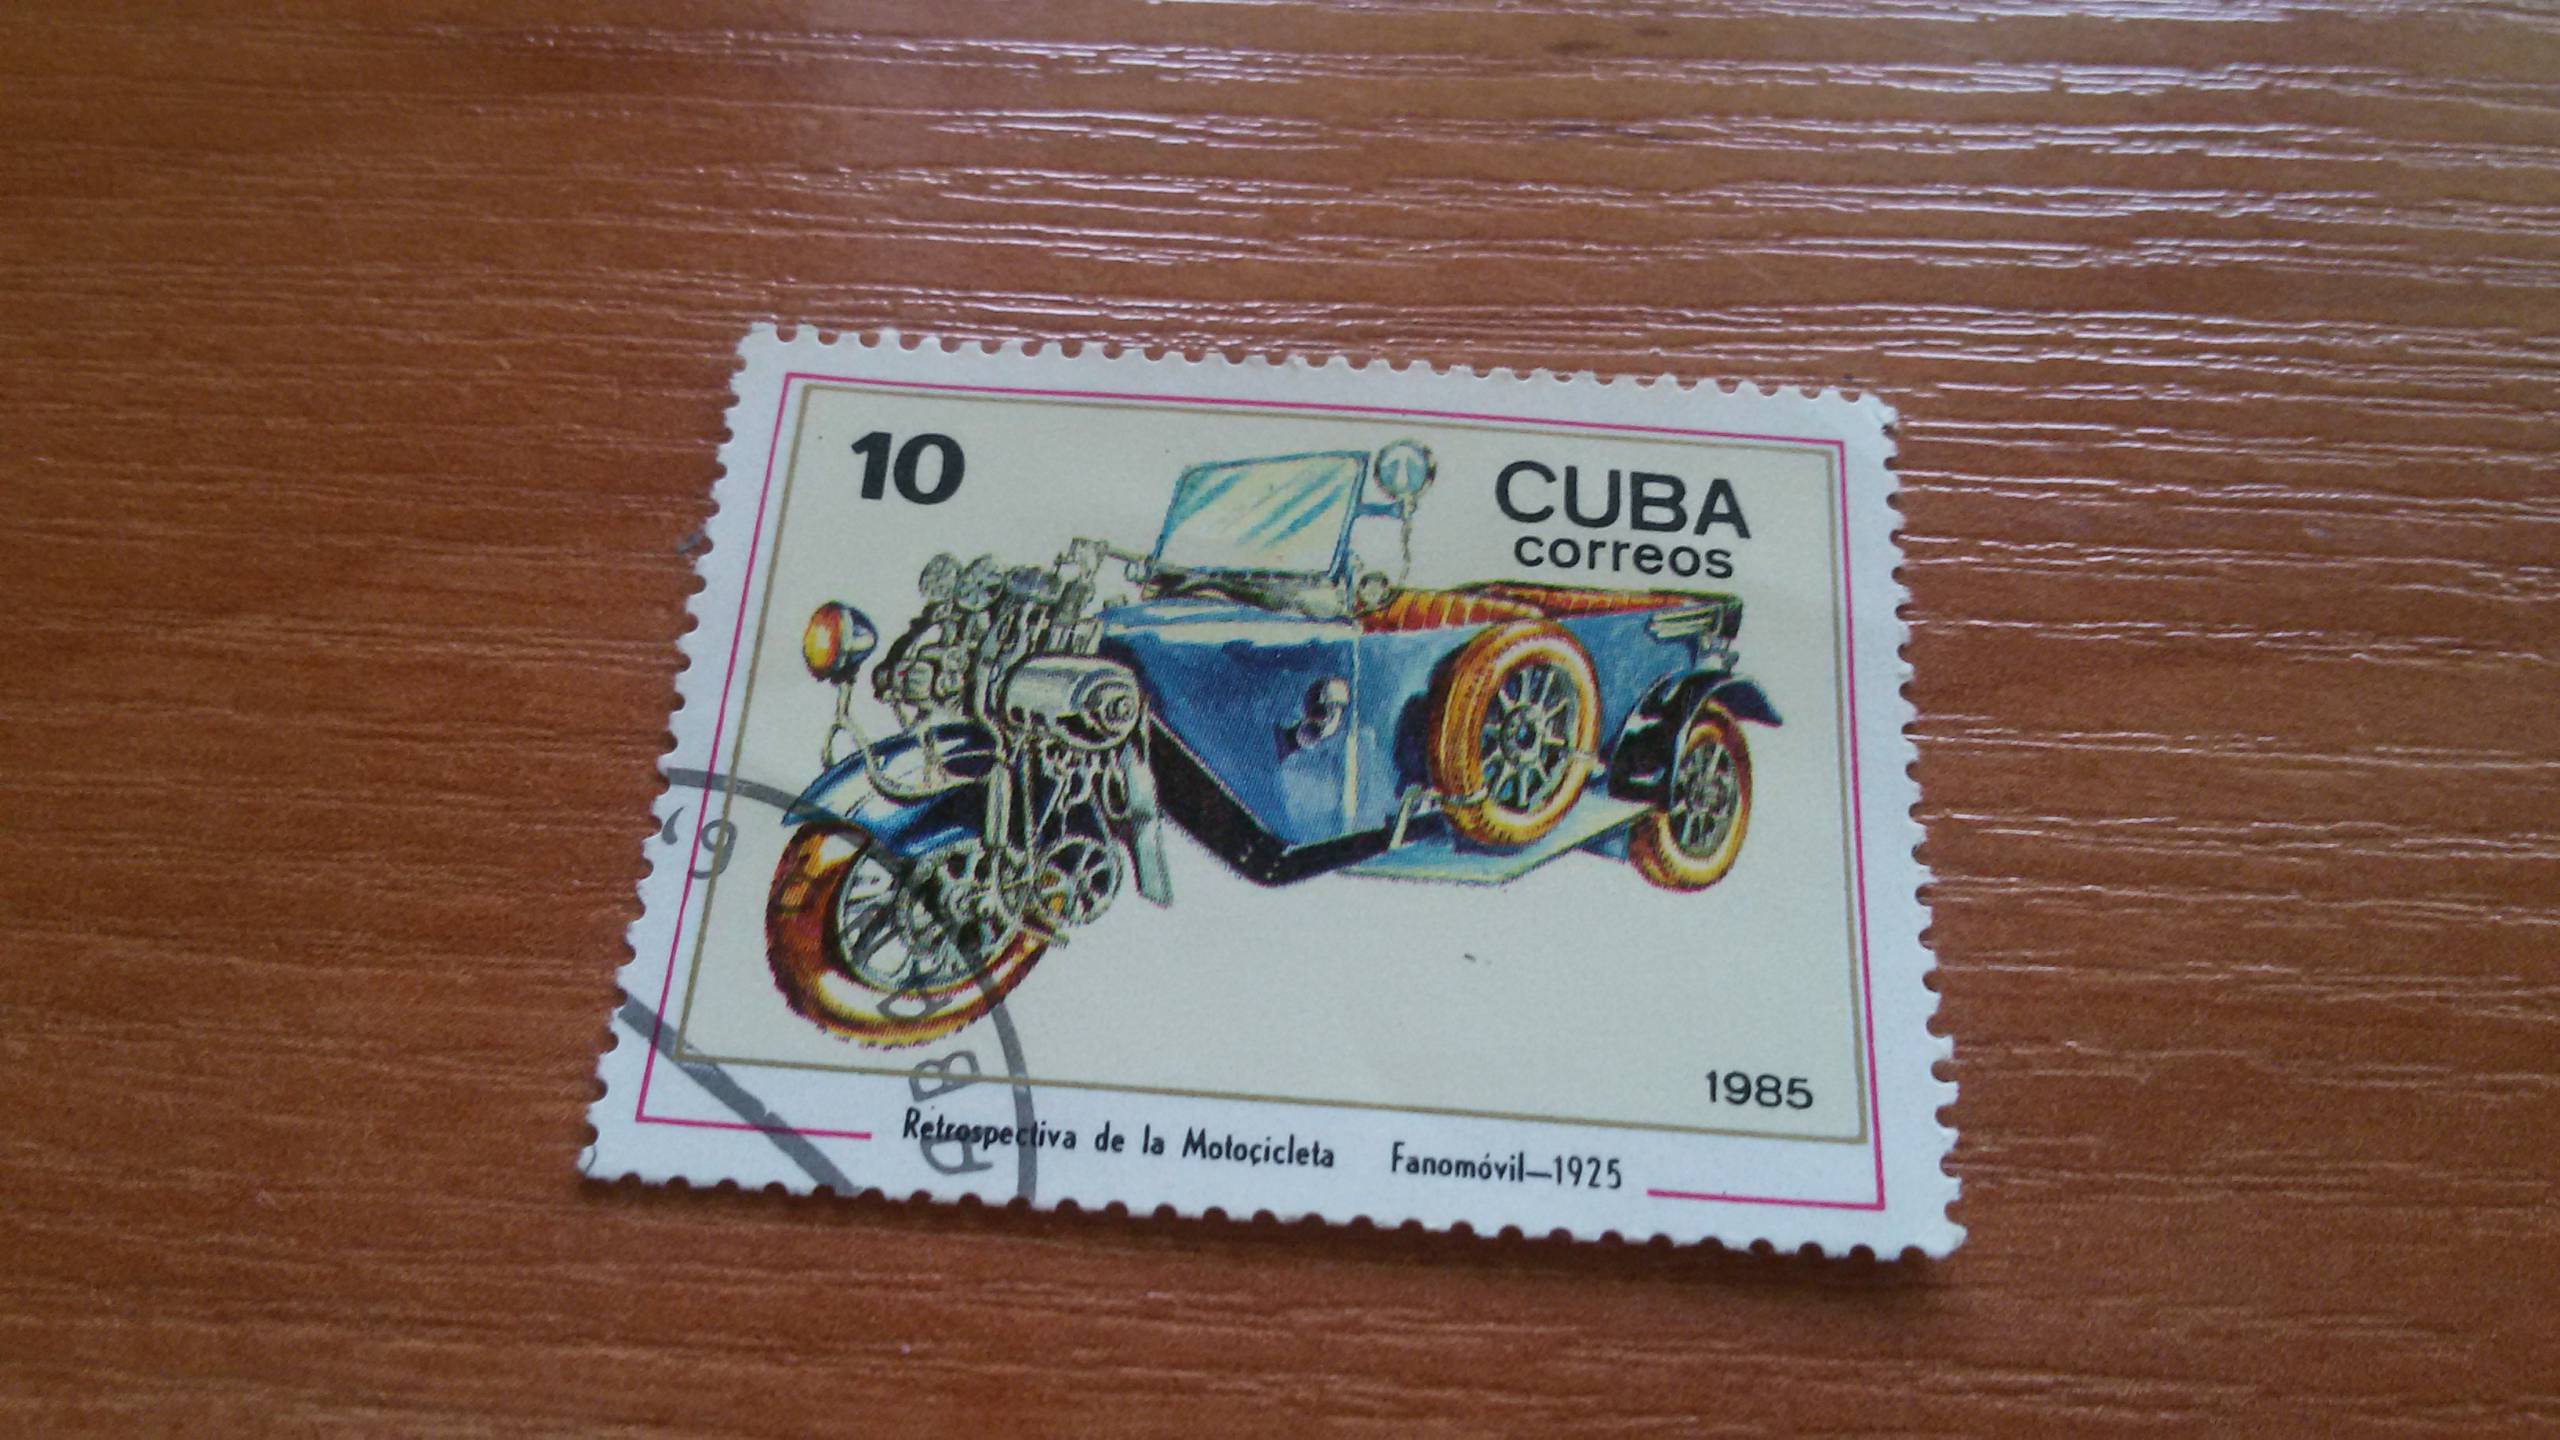 10
CUBA
correos
1985
Retrospectiva de la Motocicleta Fanomóvil—1925